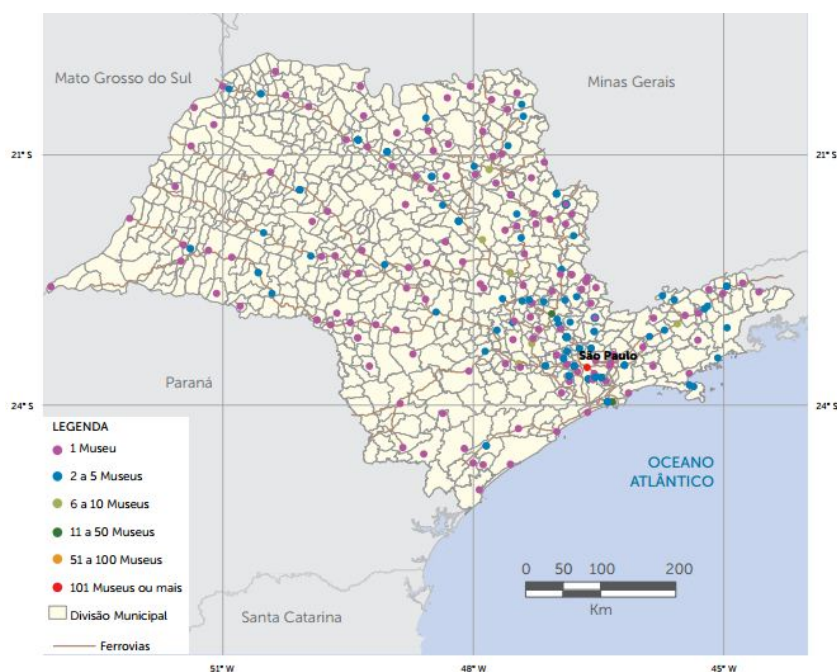 Mato Grosso do Sul
Minas Gerais
21° S
21° S
São Paulo
Paraná
24° S
24° S
LEGENDA
1 Museu
2 a 5 Museus
6 a 10 Museus
11 a 50 Museus
51 a 100 Museus
101 Museus ou mais
Divisão Municipal
Ferrovias
OCEANO
ATLÂNTICO
0 50 100 200
Km
Santa Catarina
51° W
48° W
45° W